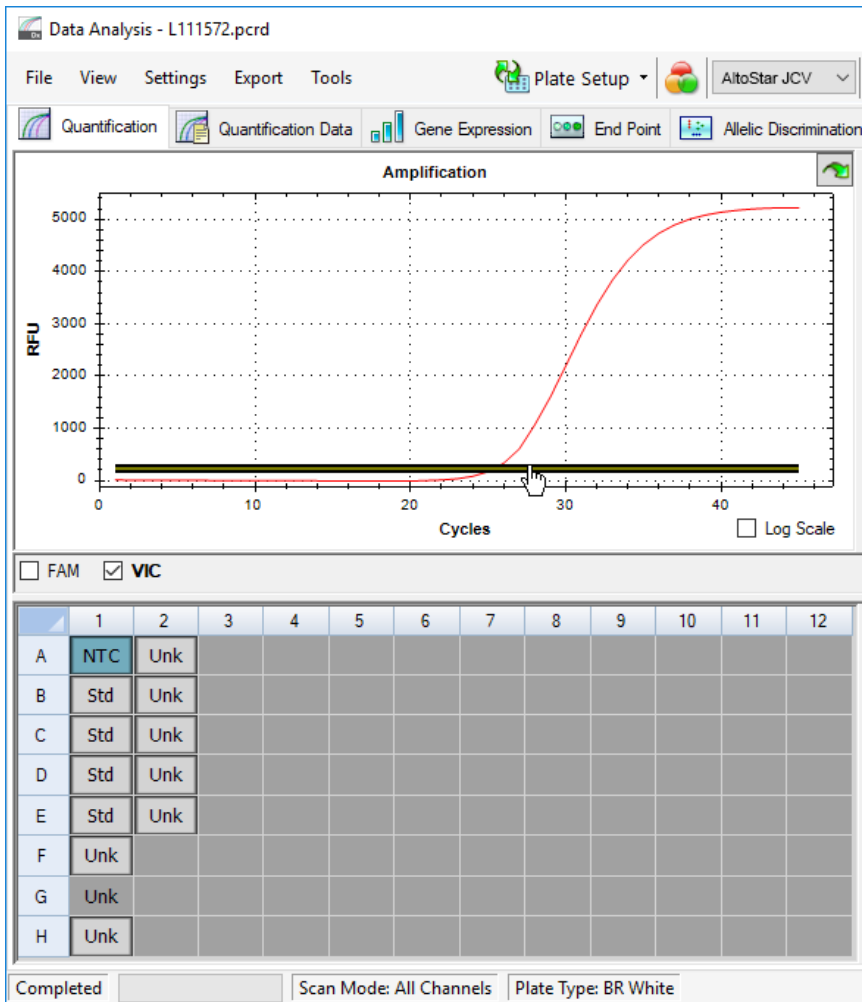 Data Analysis - L111572.pcrd
File View Settings Export Tools Plate Setup AltoStar JCV
Quantification Quantification Data Gene Expression End Point Allelic Discrimination
Amplification
5000
4000
3000
2000
1000
0
RFU
0 10 20 30 40
Cycles
Log Scale
FAM VIC
1 2 3 4 5 6 7 8 9 10 11 12
A NTC Unk
B Std Unk
C Std Unk
D Std Unk
E Std Unk
F Unk
G Unk
H Unk
Completed Scan Mode: All Channels Plate Type: BR White